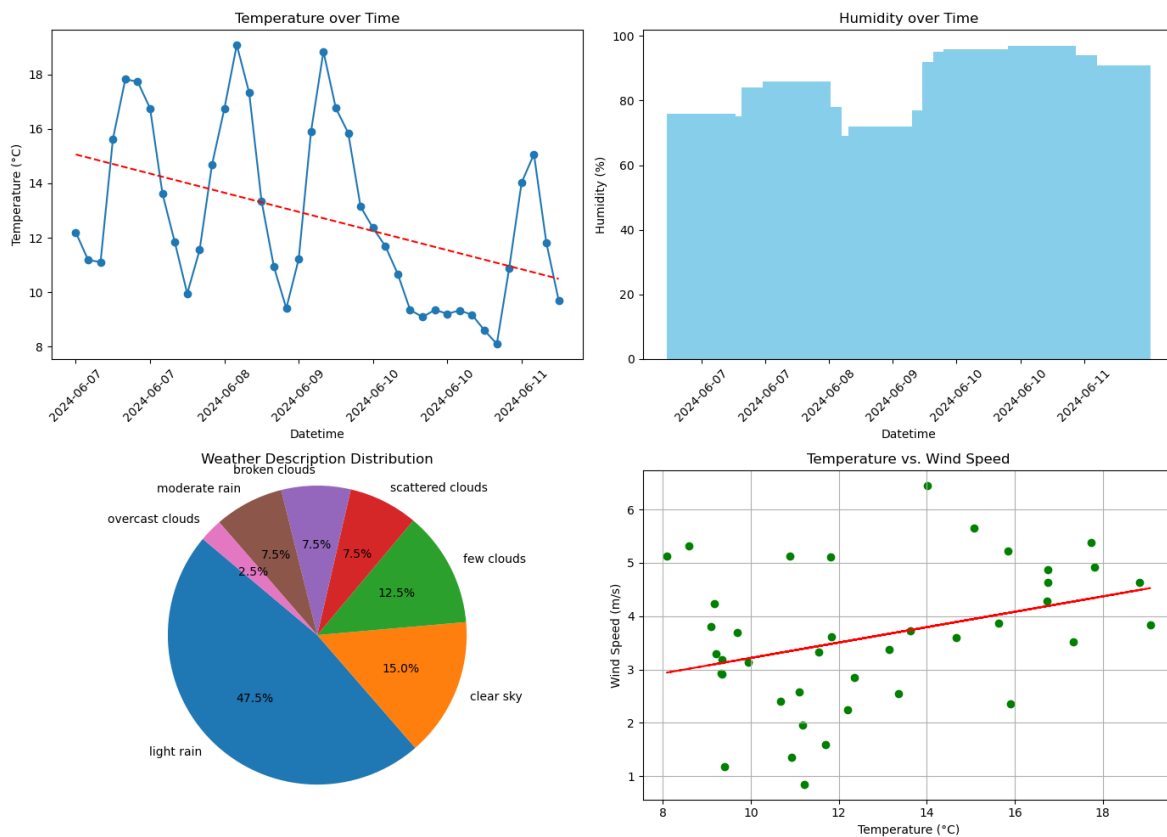 Temperature over Time
Temperature (°C)
18
16
14
12
10
8
2024-06-07
2024-06-07
2024-06-08
2024-06-09
2024-06-10
2024-06-10
2024-06-11
Datetime
Humidity over Time
Humidity (%)
100
80
60
40
20
0
2024-06-07
2024-06-07
2024-06-08
2024-06-09
2024-06-10
2024-06-10
2024-06-11
Datetime
Weather Description Distribution
broken clouds
moderate rain
scattered clouds
overcast clouds
few clouds
clear sky
light rain
7.5%
7.5%
7.5%
2.5%
12.5%
15.0%
47.5%
Temperature vs. Wind Speed
Wind Speed (m/s)
6
5
4
3
2
1
8
10
12
14
16
18
Temperature (°C)